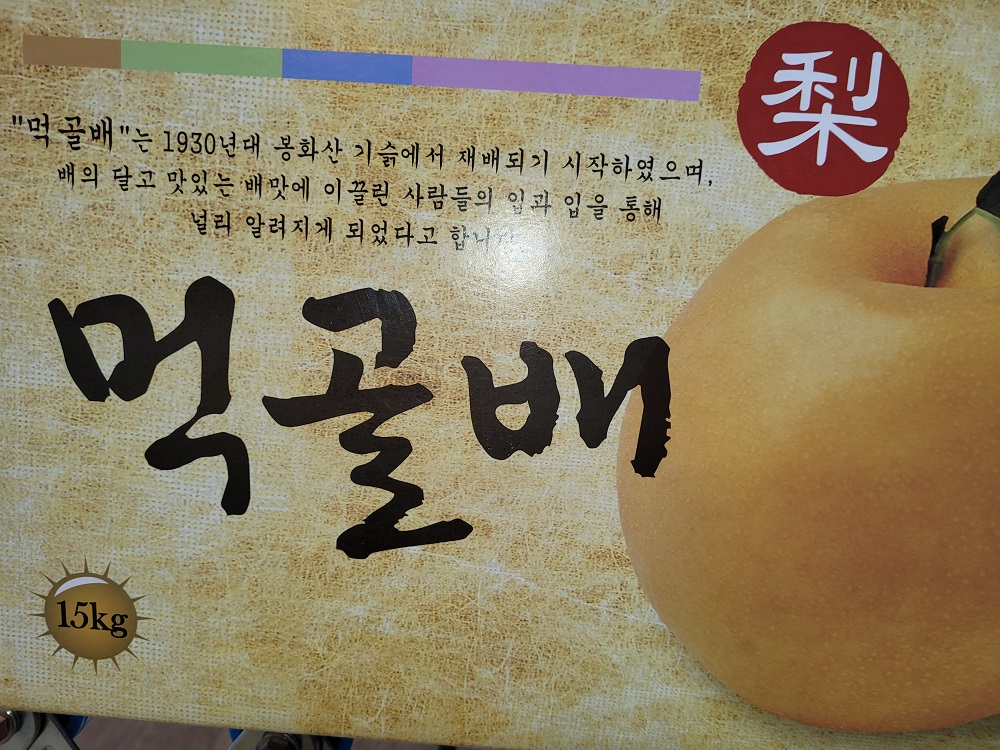 梨
"먹골배"는 1930년대 봉화산 기슭에서 재배되기 시작하였으며,
배의 달고 맛있는 배맛에 이끌린 사람들의 입과 입을 통해
널리 알려지게 되었다고 합니다
먹골배
15kg